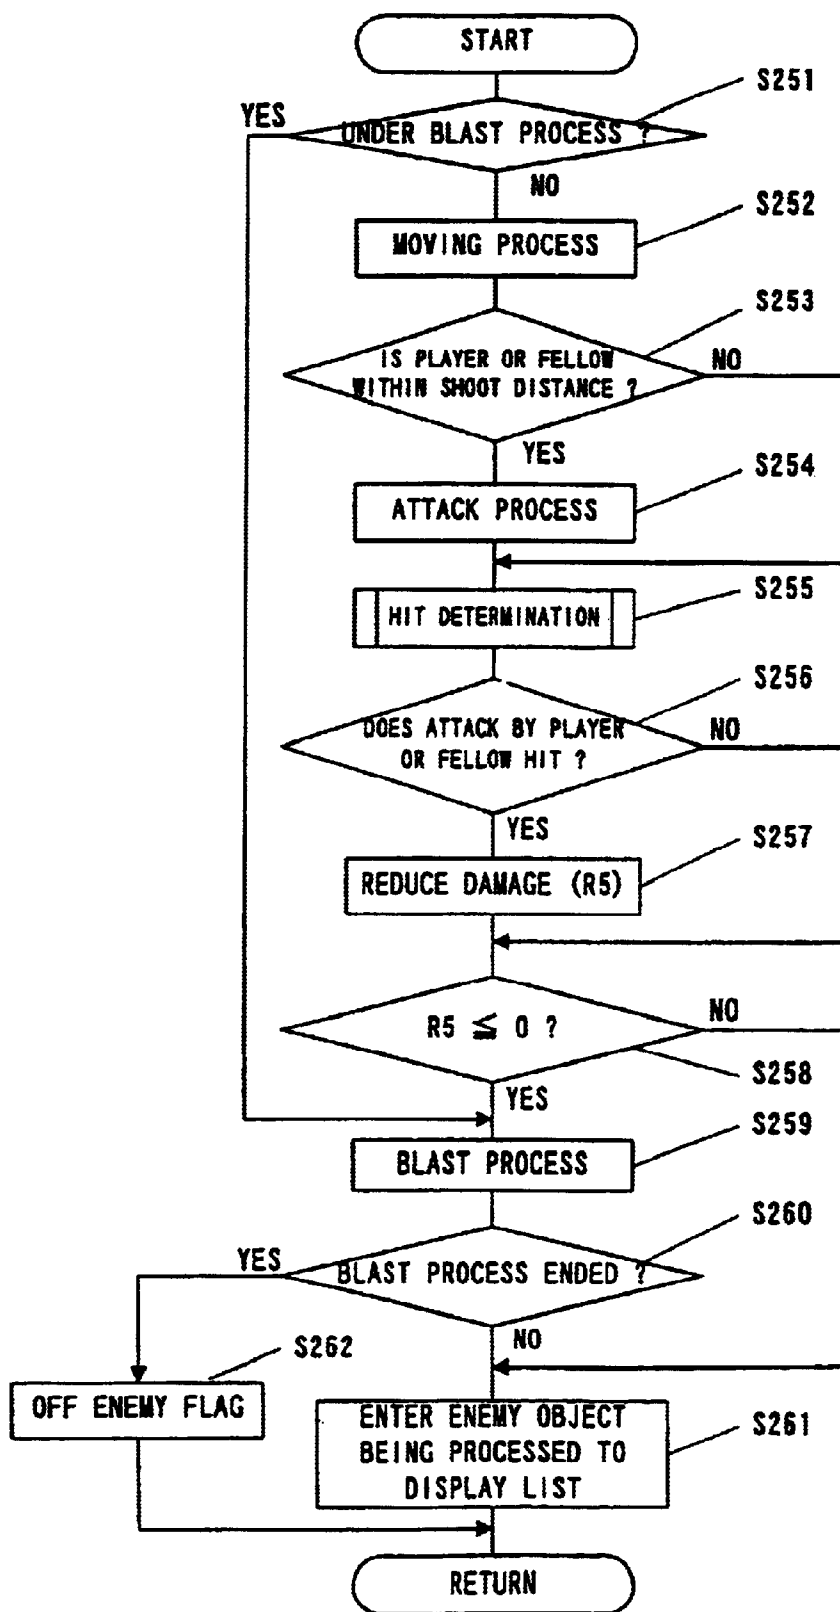 START
S251
YES
UNDER BLAST PROCESS ?
NO
S252
MOVING PROCESS
S253
IS PLAYER OR FELLOW
WITHIN SHOOT DISTANCE ?
NO
YES
S254
ATTACK PROCESS
S255
HIT DETERMINATION
S256
DOES ATTACK BY PLAYER
OR FELLOW HIT ?
NO
YES
S257
REDUCE DAMAGE (R5)
R5 ≦ 0 ?
NO
S258
YES
S259
BLAST PROCESS
S260
YES
BLAST PROCESS ENDED ?
NO
S262
OFF ENEMY FLAG
ENTER ENEMY OBJECT
BEING PROCESSED TO
DISPLAY LIST
S261
RETURN